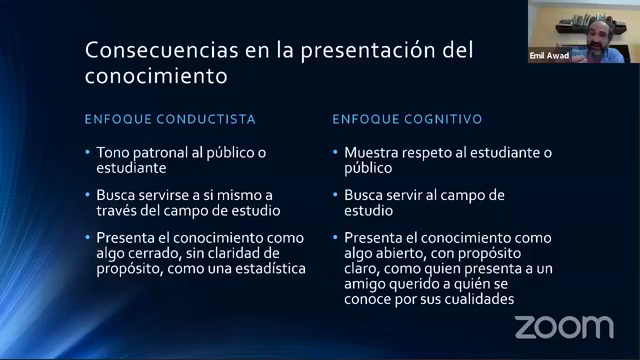 Consecuencias en la presentación del
conocimiento
ENFOQUE CONDUCTISTA
• Tono patronal al público o
estudiante
• Busca servirse a si mismo a
través del campo de estudio
• Presenta el conocimiento como
algo cerrado, sin claridad de
propósito, como una estadística
ENFOQUE COGNITIVO
• Muestra respeto al estudiante o
público
• Busca servir al campo de
estudio
• Presenta el conocimiento como
algo abierto, con propósito
claro, como quien presenta a un
amigo querido a quién se
conoce por sus cualidades
Emil Awad
zoom